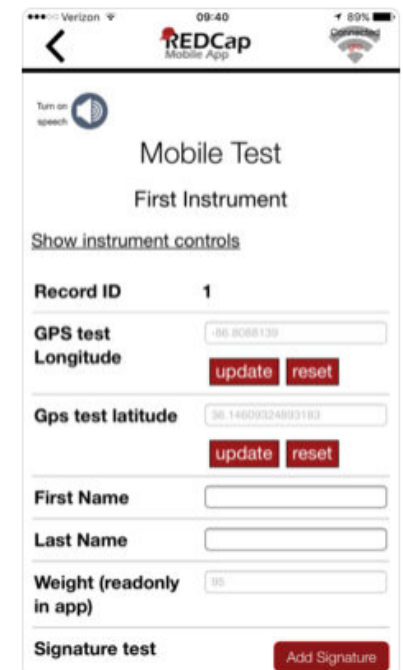 Verizon 09:40 89%
REDCap
Mobile App
Connected
Turn on
speech
Mobile Test
First Instrument
Show instrument controls
Record ID 1
GPS test
Longitude
-86.8088139
update reset
Gps test latitude 36.14609324893183
update reset
First Name
Last Name
Weight (readonly
in app)
95
Signature test Add Signature